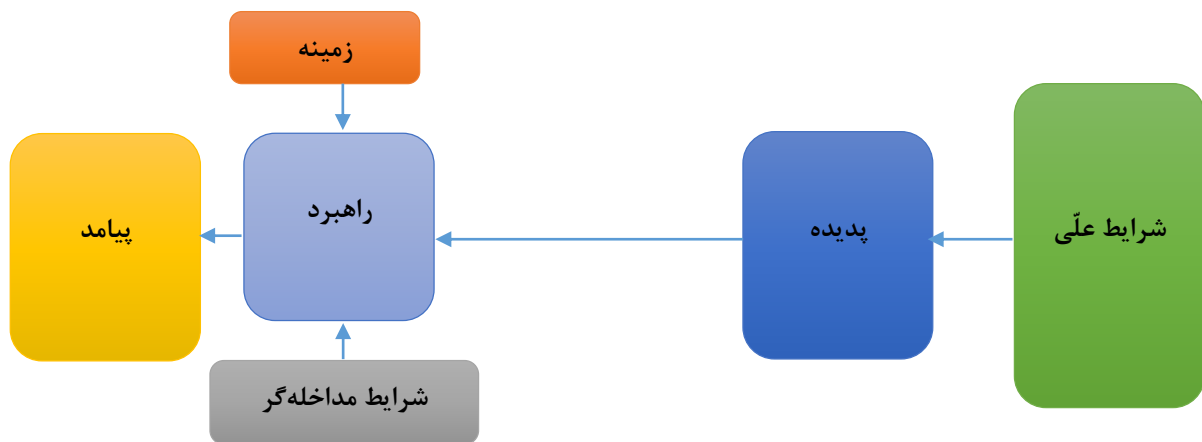 زمینه
شرایط علّی
پدیده
راهبرد
پیامد
شرایط مداخله‌گر